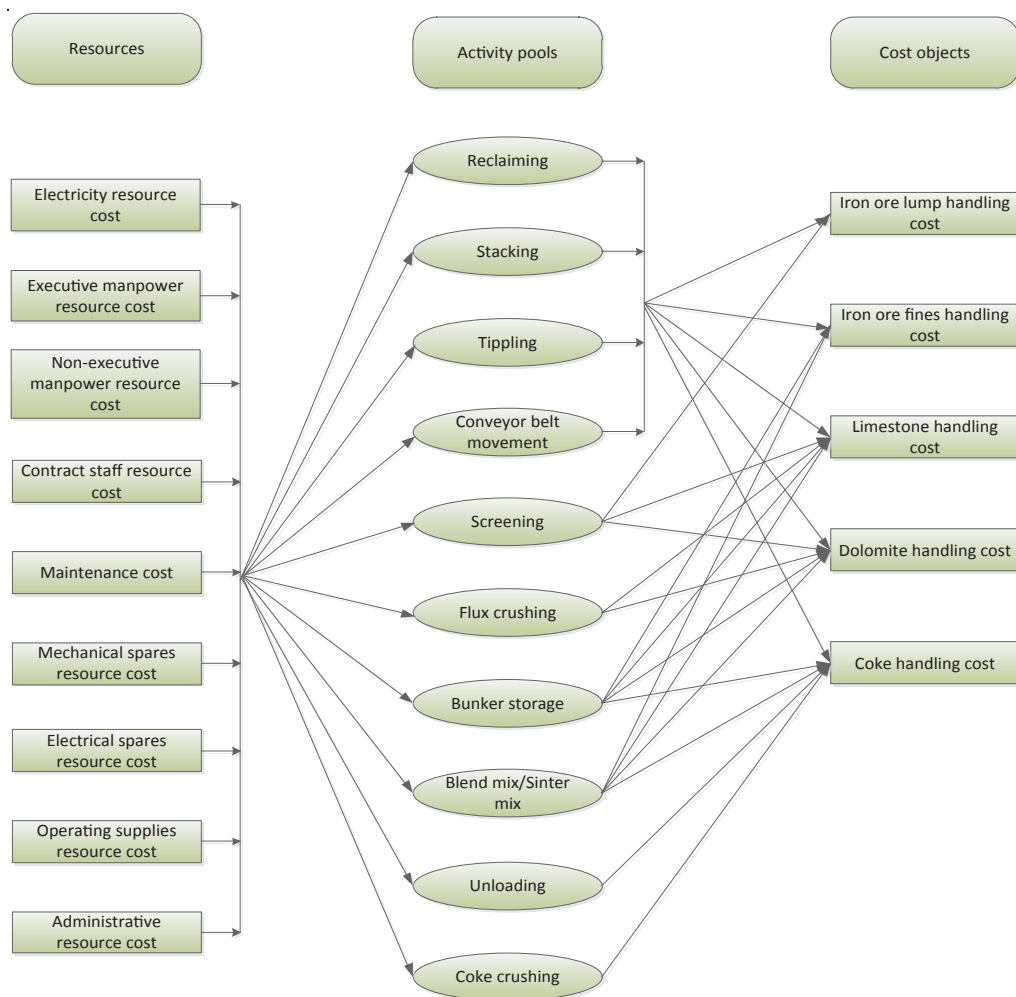 Resources
Activity pools
Cost objects
Electricity resource
cost
Executive manpower
resource cost
Non-executive
manpower resource
cost
Contract staff resource
cost
Maintenance cost
Mechanical spares
resource cost
Electrical spares
resource cost
Operating supplies
resource cost
Administrative
resource cost
Reclaiming
Stacking
Tippling
Conveyor belt
movement
Screening
Flux crushing
Bunker storage
Blend mix/Sinter
mix
Unloading
Coke crushing
Iron ore lump handling
cost
Iron ore fines handling
cost
Limestone handling
cost
Dolomite handling cost
Coke handling cost